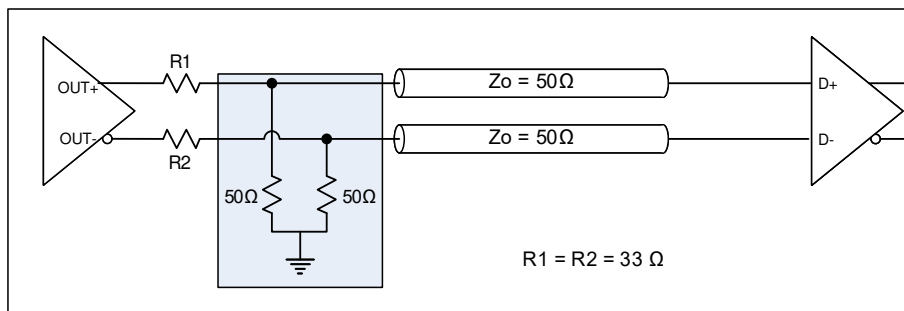 R1
OUT+
Zo = 50Ω
D+
OUT-
R2
Zo = 50Ω
D-
50Ω
50Ω
R1 = R2 = 33 Ω